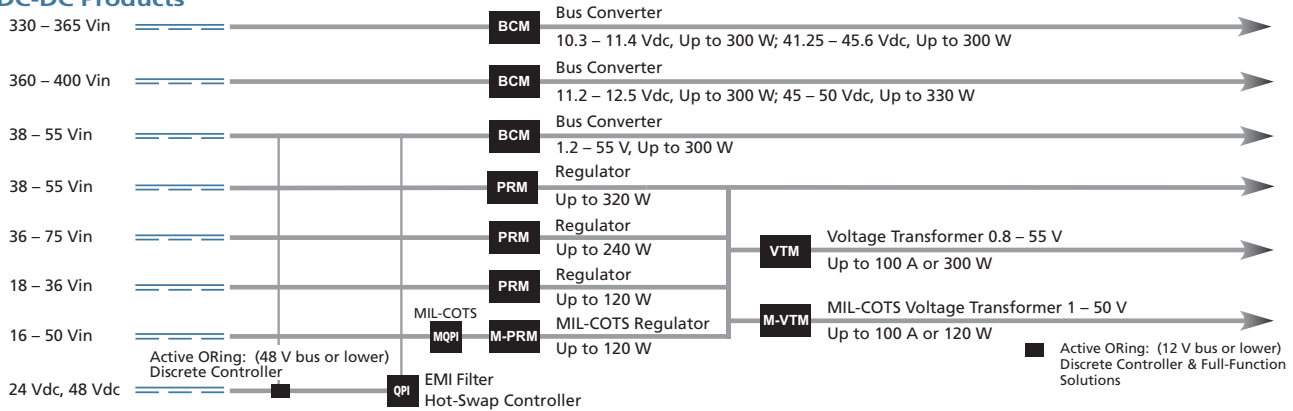 DC-DC Products
330 – 365 Vin
BCM
Bus Converter
10.3 – 11.4 Vdc, Up to 300 W; 41.25 – 45.6 Vdc, Up to 300 W
360 – 400 Vin
BCM
Bus Converter
11.2 – 12.5 Vdc, Up to 300 W; 45 – 50 Vdc, Up to 330 W
38 – 55 Vin
BCM
Bus Converter
1.2 – 55 V, Up to 300 W
38 – 55 Vin
PRM
Regulator
Up to 320 W
36 – 75 Vin
PRM
Regulator
Up to 240 W
VTM
Voltage Transformer 0.8 – 55 V
Up to 100 A or 300 W
18 – 36 Vin
PRM
Regulator
Up to 120 W
16 – 50 Vin
MIL-COTS
MQPI
M-PRM
MIL-COTS Regulator
Up to 120 W
M-VTM
MIL-COTS Voltage Transformer 1 – 50 V
Up to 100 A or 120 W
Active ORing: (48 V bus or lower)
Discrete Controller
Active ORing: (12 V bus or lower)
Discrete Controller & Full-Function
Solutions
24 Vdc, 48 Vdc
QPI
EMI Filter
Hot-Swap Controller